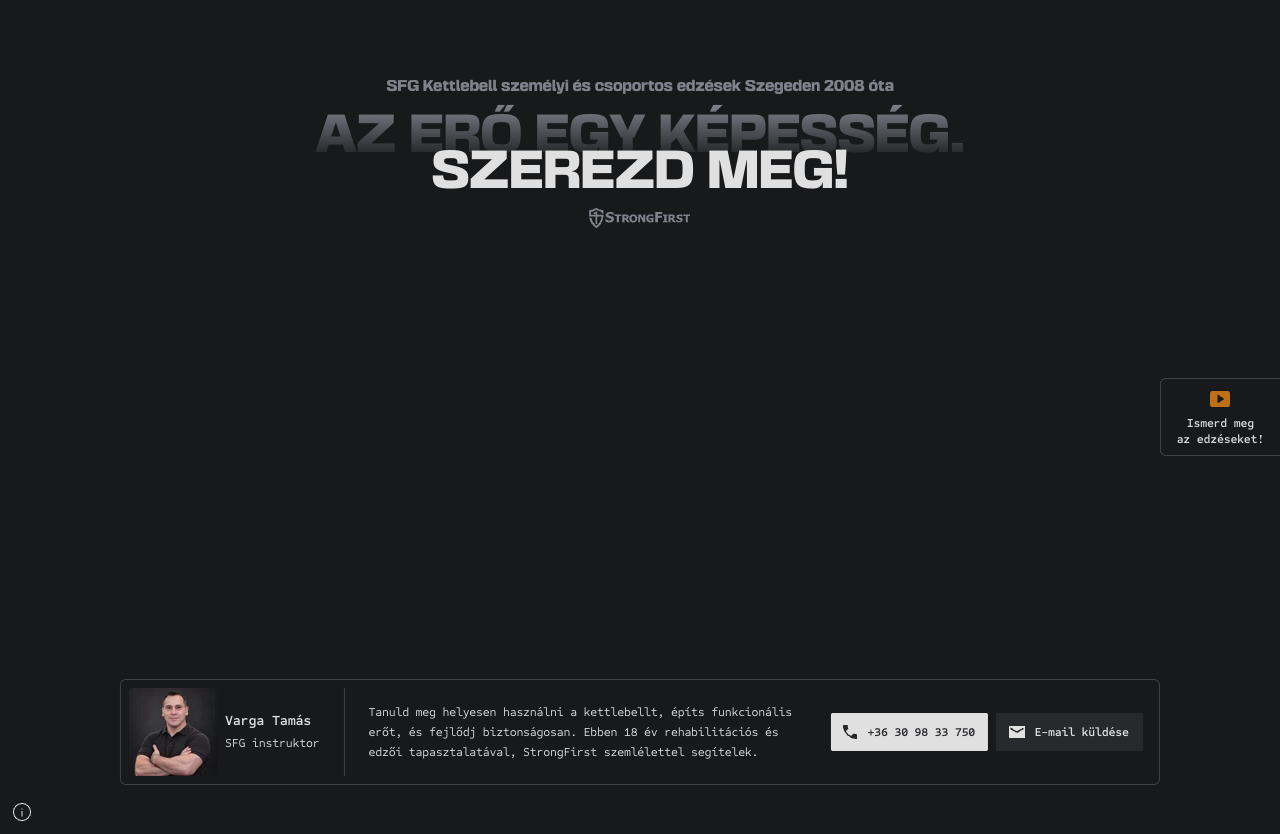 SFG Kettlebell személyi és csoportos edzések Szegeden 2008 óta
AZ ERŐ EGY KÉPESSÉG.
SZEREZD MEG!
STRONGFIRST
Ismerd meg
az edzéseket!
Varga Tamás
SFG instruktor
Tanuld meg helyesen használni a kettlebellt, építs funkcionális
erőt, és fejlődj biztonságosan. Ebben 18 év rehabilitációs és
edzői tapasztalatával, StrongFirst szemlélettel segítelek.
+36 30 98 33 750
E-mail küldése